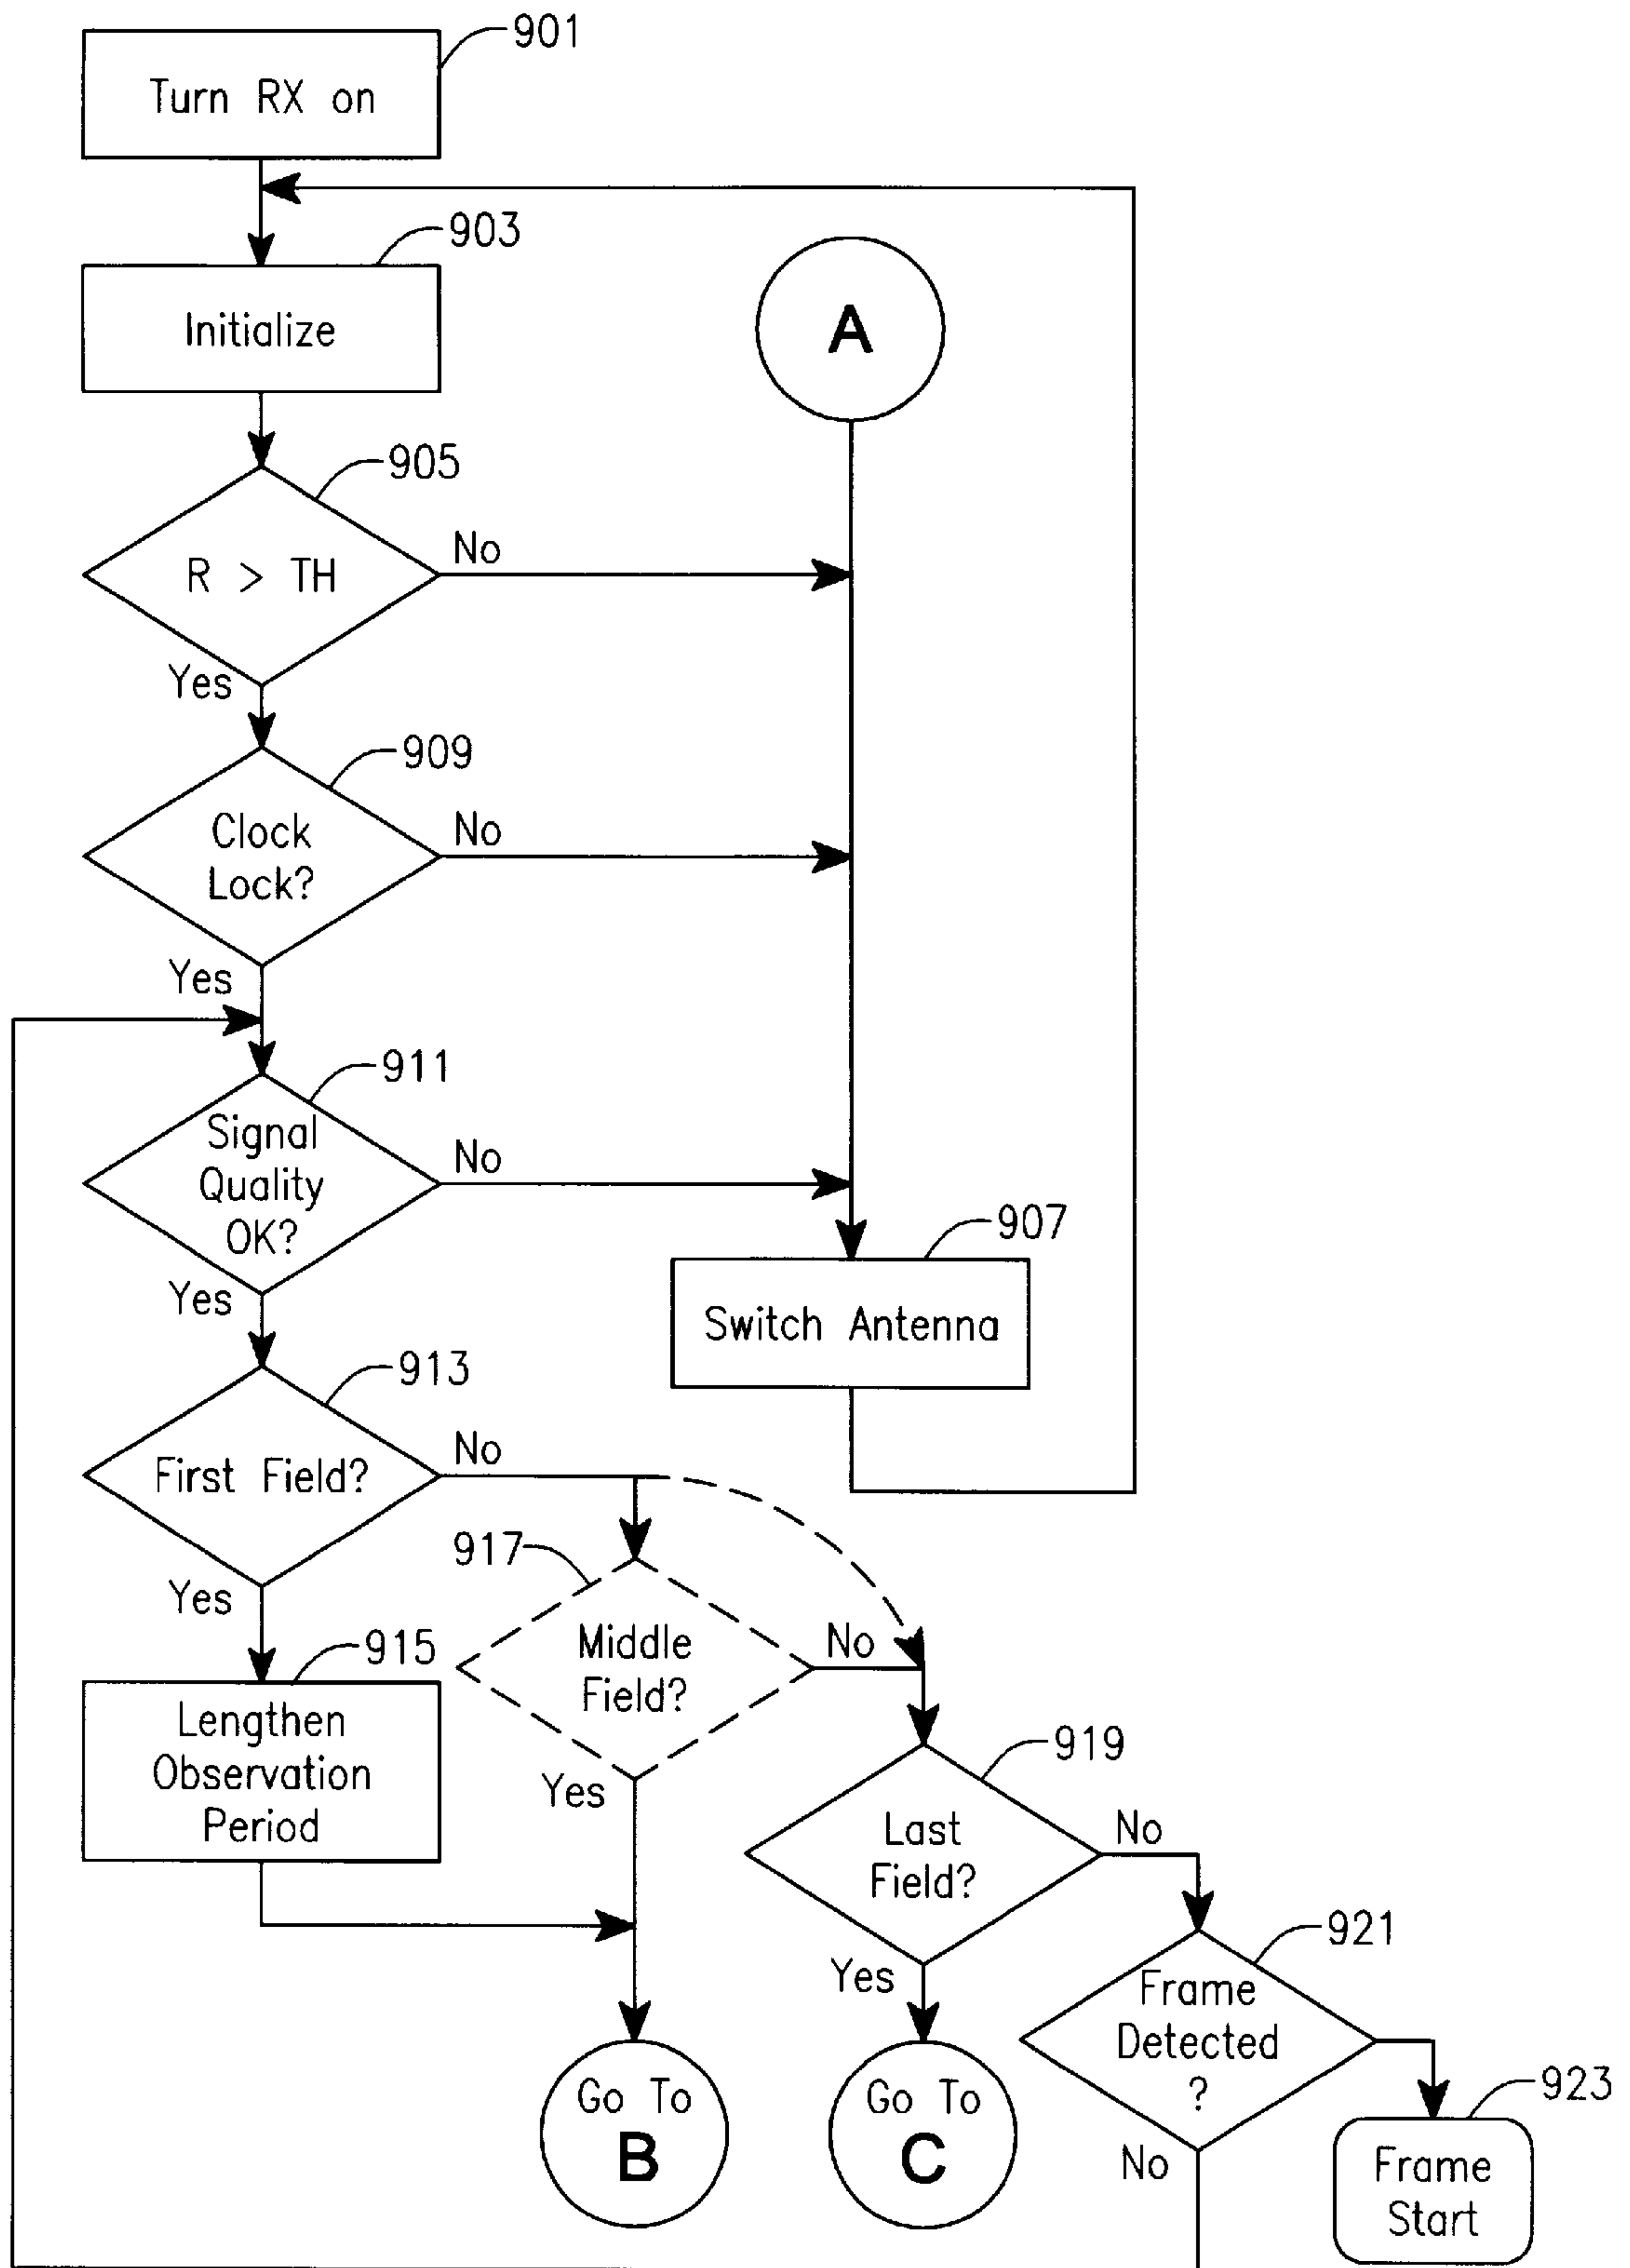 901
Turn RX on
903
Initialize
A
905
R > TH
No
Yes
909
Clock
Lock?
No
Yes
911
Signal
Quality
OK?
No
Yes
907
Switch Antenna
913
First Field?
No
Yes
917
Middle
Field?
No
Yes
915
Lengthen
Observation
Period
919
Last
Field?
No
Yes
921
Frame
Detected
?
No
923
Frame
Start
Go To
B
Go To
C